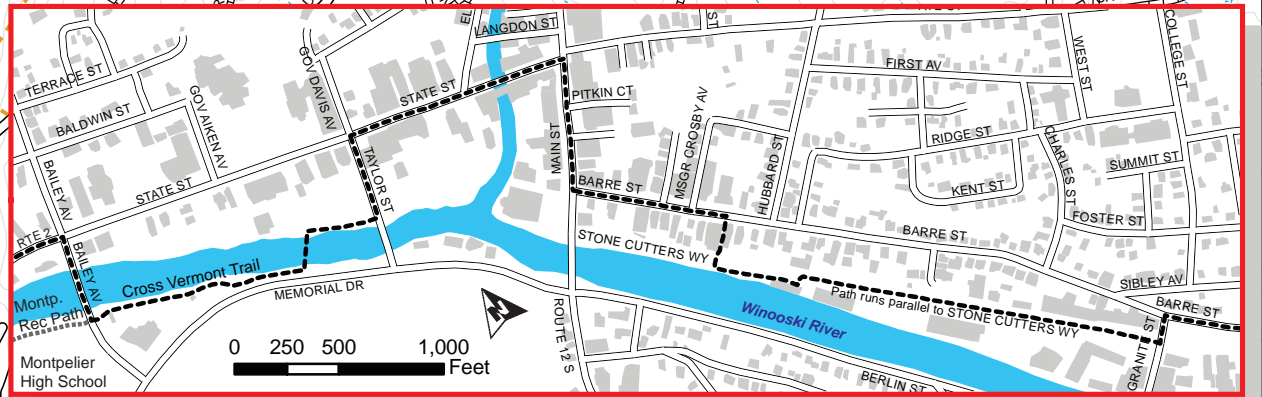 LANGDON ST
ST
TERRACE ST
GOV DAVIS AV
STATE ST
FIRST AV
WEST ST
COLLEGE ST
BALDWIN ST
GOV AIKEN AV
PITKIN CT
MAIN ST
MSGR CROSBY AV
HUBBARD ST
RIDGE ST
CHARLES ST
SUMMIT ST
KENT ST
BAILEY AV
STATE ST
TAYLOR ST
BARRE ST
FOSTER ST
RTE 2
BAILEY AV
STONE CUTTERS WY
BARRE ST
Cross Vermont Trail
MEMORIAL DR
SIBLEY AV
BARRE ST
Montp.
Rec Path
Path runs parallel to STONE CUTTERS WY
Winooski River
ROUTE 12 S
GRANIT ST
BERLIN ST
Montpelier
High School
N
0 250 500 1,000
Feet